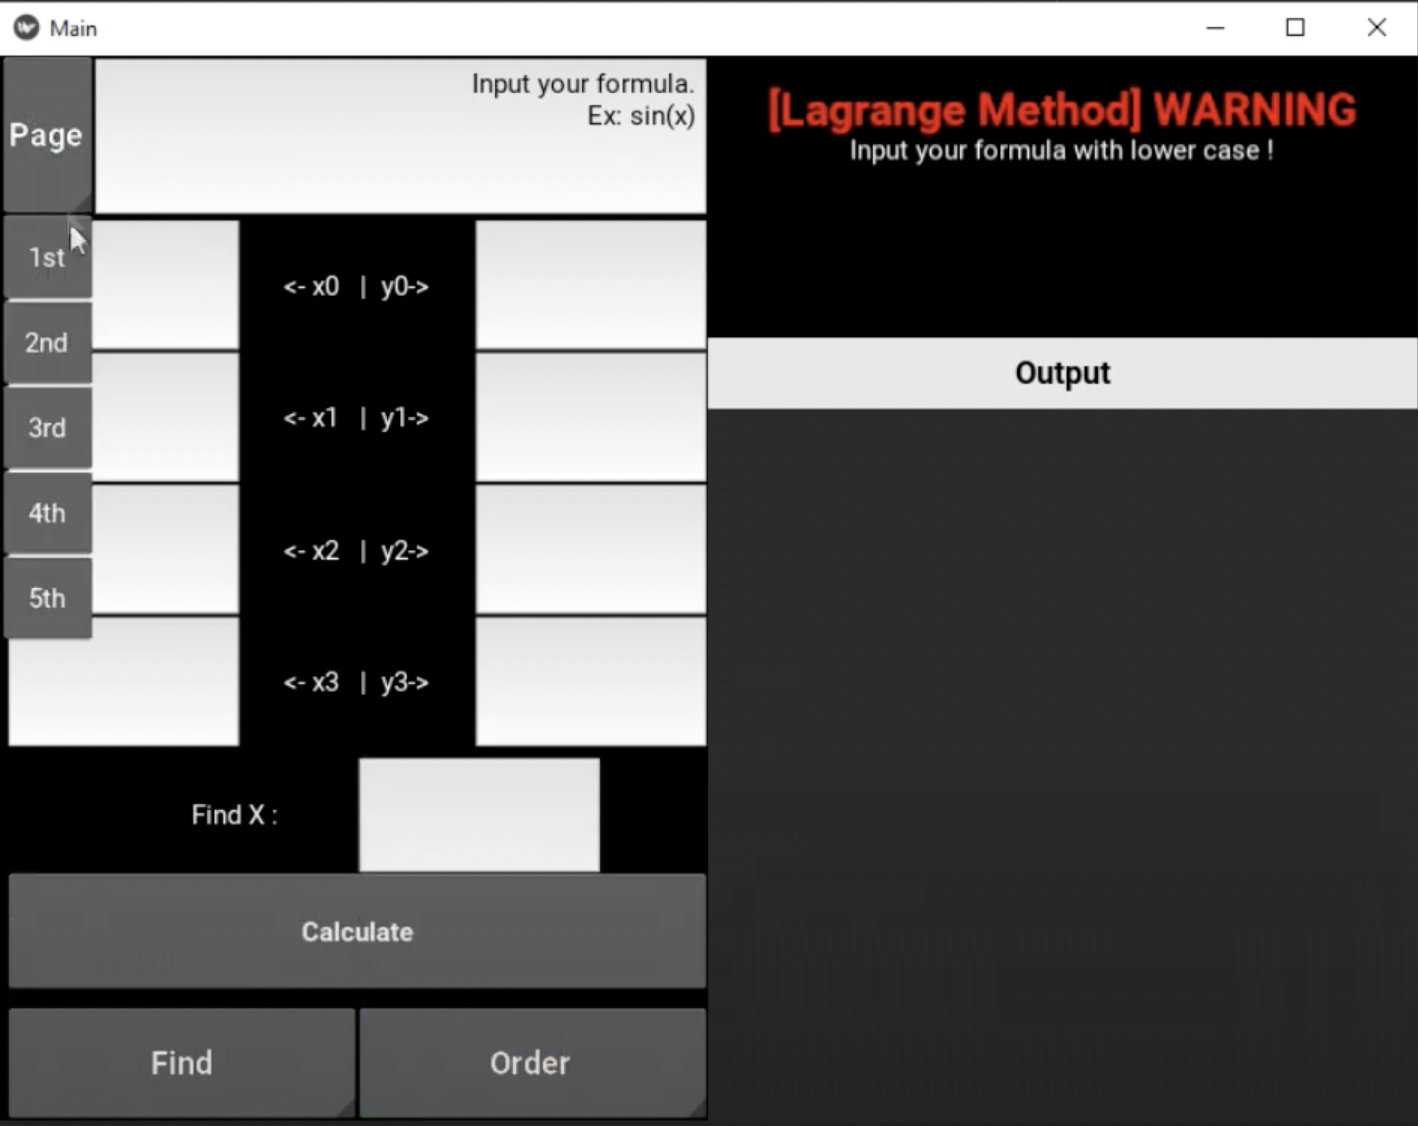 Main
Page
Input your formula.
Ex: sin(x)
1st
2nd
3rd
4th
5th
<- x0 | y0->
<- x1 | y1->
<- x2 | y2->
<- x3 | y3->
Find X :
Calculate
Find
Order
[Lagrange Method] WARNING
Input your formula with lower case !
Output